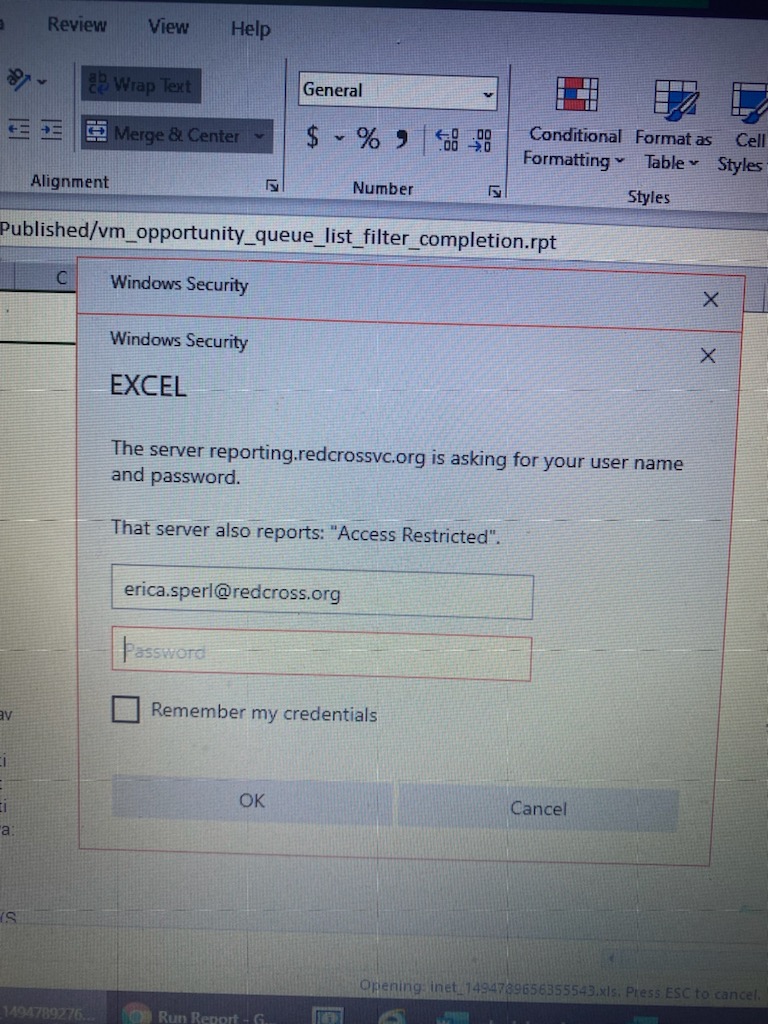 Review View Help
Wrap Text
General
Merge & Center
$ % , .00 .00
Conditional Format as Cell
Formatting Table Styles
Alignment
Number
Styles
Published/vm_opportunity_queue_list_filter_completion.rpt
C
Windows Security
Windows Security
EXCEL
The server reporting.redcrossvc.org is asking for your user name
and password.
That server also reports: "Access Restricted".
erica.sperl@redcross.org
Password
Remember my credentials
OK Cancel
Opening: inet_1494789656355543.xls. Press ESC to cancel.
1494789276... Run Report - G